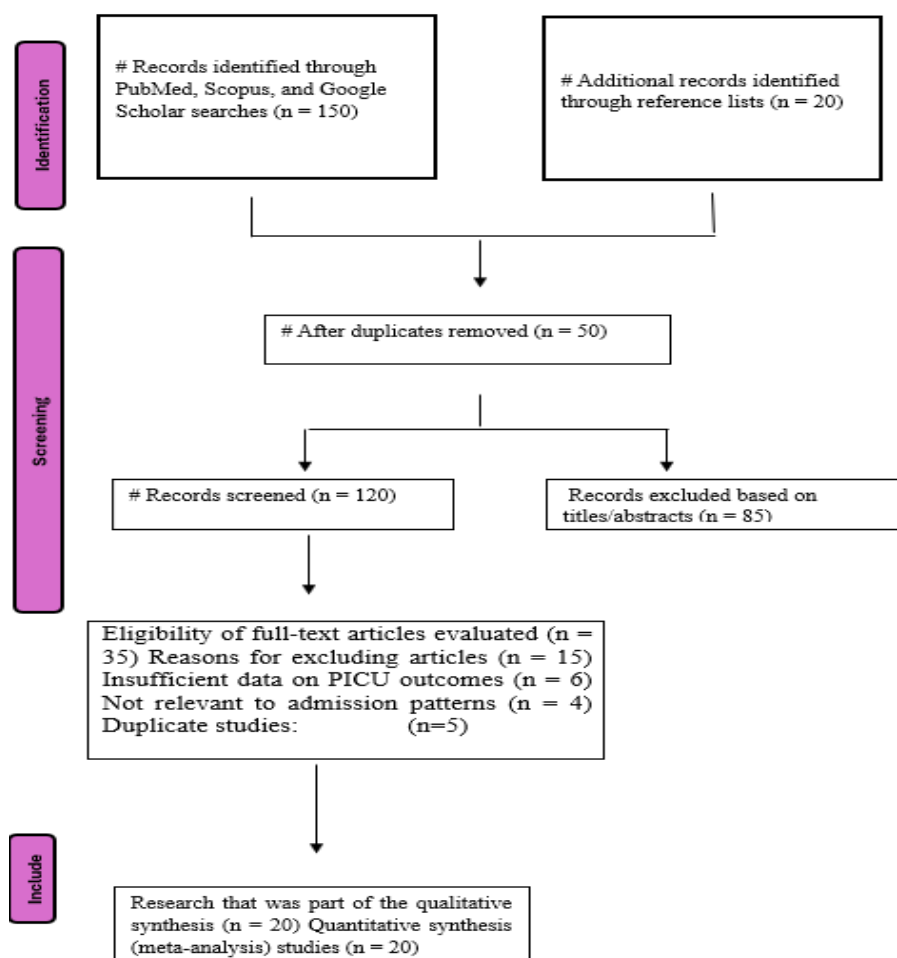 Identification
# Records identified through
PubMed, Scopus, and Google
Scholar searches (n = 150)
# Additional records identified
through reference lists (n = 20)
Screening
# After duplicates removed (n = 50)
# Records screened (n = 120)
Records excluded based on
titles/abstracts (n = 85)
Eligibility of full-text articles evaluated (n =
35) Reasons for excluding articles (n = 15)
Insufficient data on PICU outcomes (n = 6)
Not relevant to admission patterns (n = 4)
Duplicate studies: (n=5)
Include
Research that was part of the qualitative
synthesis (n = 20) Quantitative synthesis
(meta-analysis) studies (n = 20)